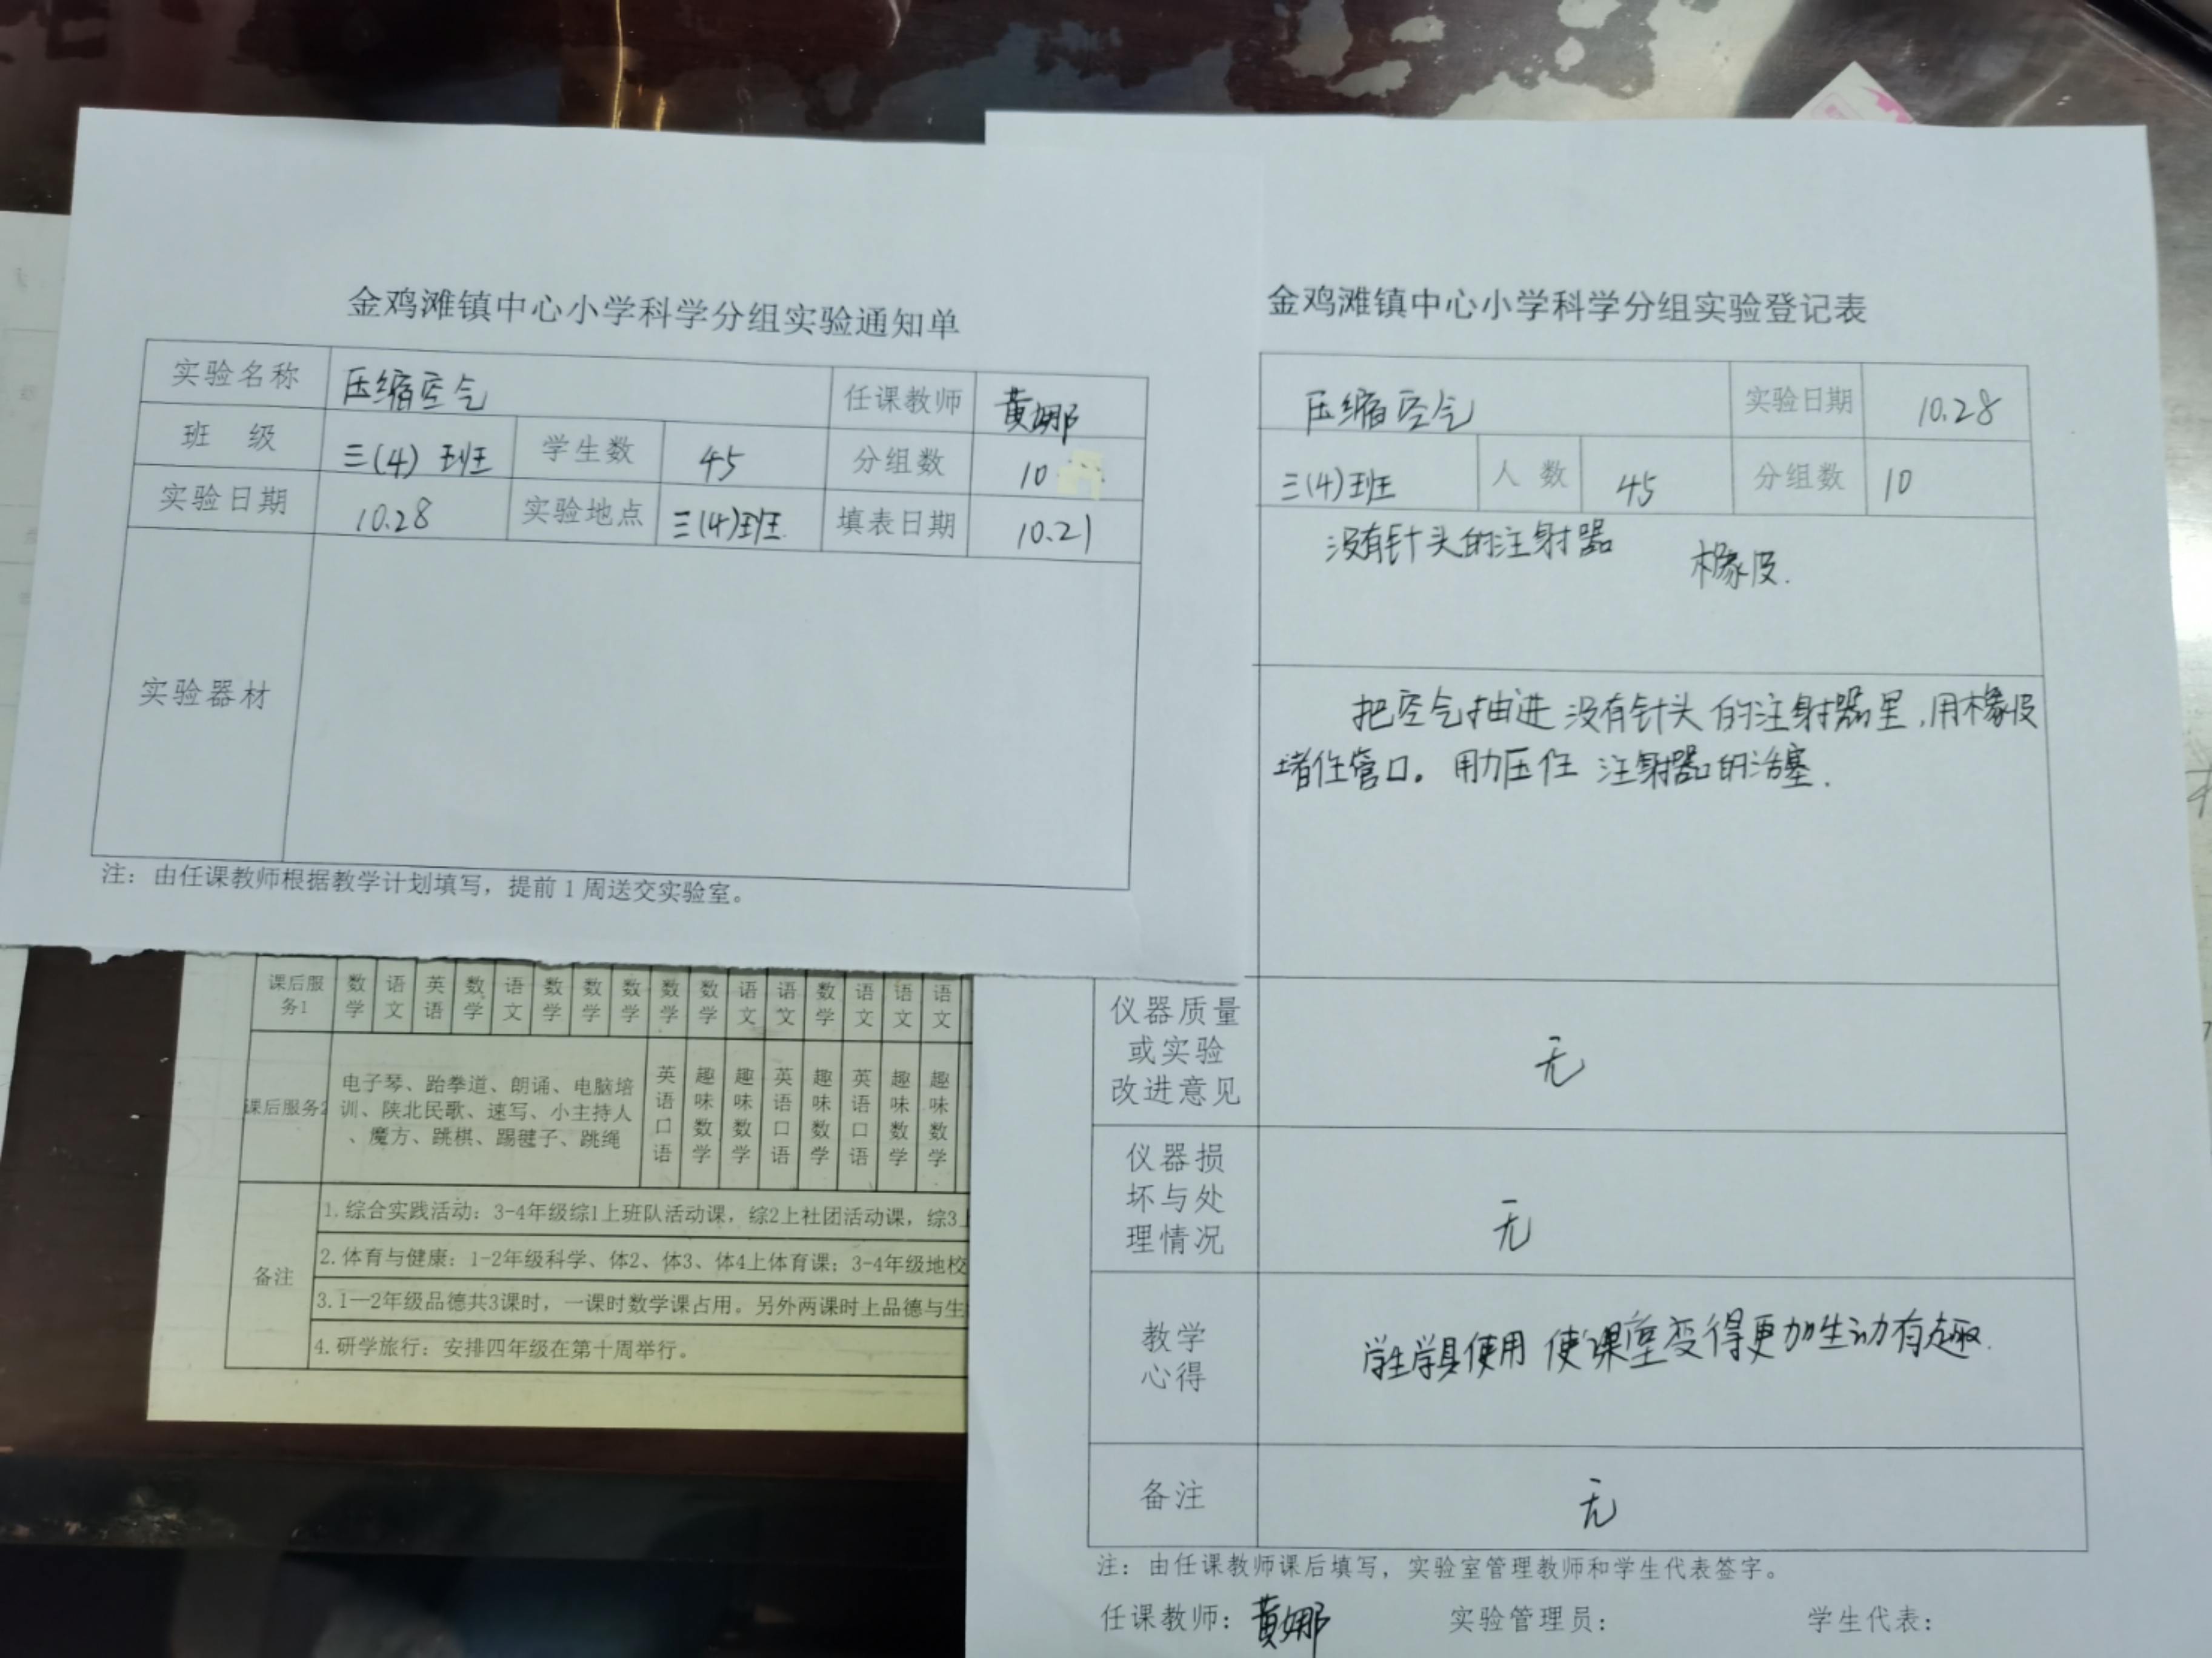 金鸡滩镇中心小学科学分组实验通知单
实验名称 压缩空气 任课教师 黄娜
班 级 三(4) 班 学生数 45 分组数 10
实验日期 10.28 实验地点 三(4)班 填表日期 10.21
实验器材
注：由任课教师根据教学计划填写，提前1周送交实验室。
金鸡滩镇中心小学科学分组实验登记表
压缩空气 实验日期 10.28
三(4)班 人 数 45 分组数 10
没有针头的注射器 橡皮.
把空气抽进没有针头的注射器里,用橡皮
堵住管口。用力压住注射器的活塞.
仪器质量
或实验
改进意见
无
仪器损
坏与处
理情况
无
教学
心得
学生学具使用 使课堂变得更加生动有趣.
备注 无
注：由任课教师课后填写，实验室管理教师和学生代表签字。
任课教师：黄娜 实验管理员： 学生代表：
课后服
务1
数学 语文 英语 数学 语文 数学 数学 数学 数学 数学 语文 语文 数学 语文 语文 语文
课后服务2
电子琴、跆拳道、朗诵、电脑培
训、陕北民歌、速写、小主持人
、魔方、跳棋、踢毽子、跳绳
英语口语 趣味数学 趣味数学 英语口语 趣味数学 英语口语 趣味数学 趣味数学
备注
1.综合实践活动：3-4年级综1上班队活动课，综2上社团活动课，综3上
2.体育与健康：1-2年级科学、体2、体3、体4上体育课；3-4年级地校
3.1—2年级品德共3课时，一课时数学课占用。另外两课时上品德与生
4.研学旅行：安排四年级在第十周举行。